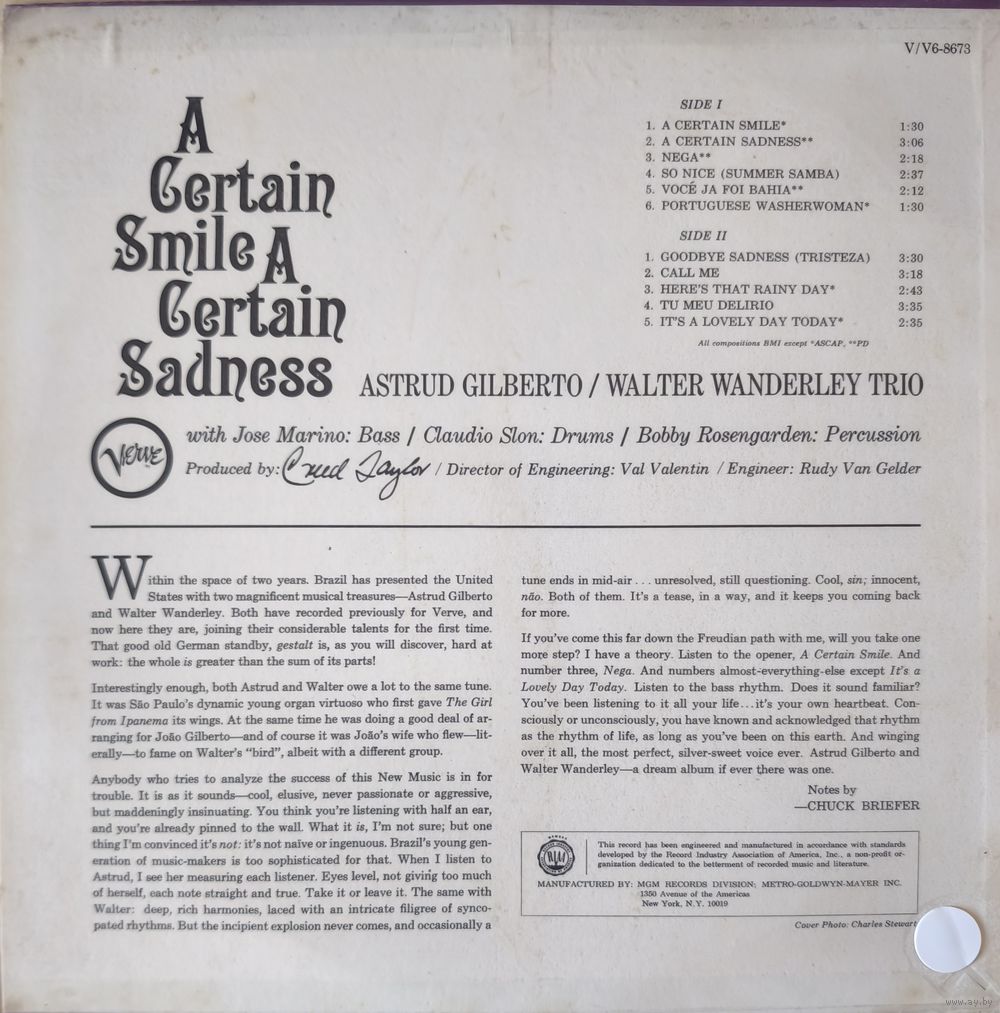 V/V6-8673
A
Certain
Smile A
Certain
Sadness
SIDE I
1. A CERTAIN SMILE* 1:30
2. A CERTAIN SADNESS** 3:06
3. NEGA** 2:18
4. SO NICE (SUMMER SAMBA) 2:37
5. VOCÉ JA FOI BAHIA** 2:12
6. PORTUGUESE WASHERWOMAN* 1:30
SIDE II
1. GOODBYE SADNESS (TRISTEZA) 3:30
2. CALL ME 3:18
3. HERE'S THAT RAINY DAY* 2:43
4. TU MEU DELIRIO 3:35
5. IT'S A LOVELY DAY TODAY* 2:35
All compositions BMI except *ASCAP, **PD
ASTRUD GILBERTO / WALTER WANDERLEY TRIO
VERVE
with Jose Marino: Bass / Claudio Slon: Drums / Bobby Rosengarden: Percussion
Produced by: Creed Taylor / Director of Engineering: Val Valentin / Engineer: Rudy Van Gelder
Within the space of two years. Brazil has presented the United
States with two magnificent musical treasures—Astrud Gilberto
and Walter Wanderley. Both have recorded previously for Verve, and
now here they are, joining their considerable talents for the first time.
That good old German standby, gestalt is, as you will discover, hard at
work: the whole is greater than the sum of its parts!
Interestingly enough, both Astrud and Walter owe a lot to the same tune.
It was São Paulo's dynamic young organ virtuoso who first gave The Girl
from Ipanema its wings. At the same time he was doing a good deal of ar-
ranging for João Gilberto—and of course it was João's wife who flew—lit-
erally—to fame on Walter's "bird", albeit with a different group.
Anybody who tries to analyze the success of this New Music is in for
trouble. It is as it sounds—cool, elusive, never passionate or aggressive,
but maddeningly insinuating. You think you're listening with half an ear,
and you're already pinned to the wall. What it is, I'm not sure; but one
thing I'm convinced it's not: it's not naïve or ingenuous. Brazil's young gen-
eration of music-makers is too sophisticated for that. When I listen to
Astrud, I see her measuring each listener. Eyes level, not giving too much
of herself, each note straight and true. Take it or leave it. The same with
Walter: deep, rich harmonies, laced with an intricate filigree of synco-
pated rhythms. But the incipient explosion never comes, and occasionally a
tune ends in mid-air . . . unresolved, still questioning. Cool, sin; innocent,
não. Both of them. It's a tease, in a way, and it keeps you coming back
for more.
If you've come this far down the Freudian path with me, will you take one
more step? I have a theory. Listen to the opener, A Certain Smile. And
number three, Nega. And numbers almost-everything-else except It's a
Lovely Day Today. Listen to the bass rhythm. Does it sound familiar?
You've been listening to it all your life...it's your own heartbeat. Con-
sciously or unconsciously, you have known and acknowledged that rhythm
as the rhythm of life, as long as you've been on this earth. And winging
over it all, the most perfect, silver-sweet voice ever. Astrud Gilberto and
Walter Wanderley—a dream album if ever there was one.
Notes by
—CHUCK BRIEFER
RIAA
This record has been engineered and manufactured in accordance with standards
developed by the Record Industry Association of America, Inc., a non-profit or-
ganization dedicated to the betterment of recorded music and literature.
MANUFACTURED BY: MGM RECORDS DIVISION; METRO-GOLDWYN-MAYER INC.
1350 Avenue of the Americas
New York, N.Y. 10019
Cover Photo: Charles Stewart
www.ay.by